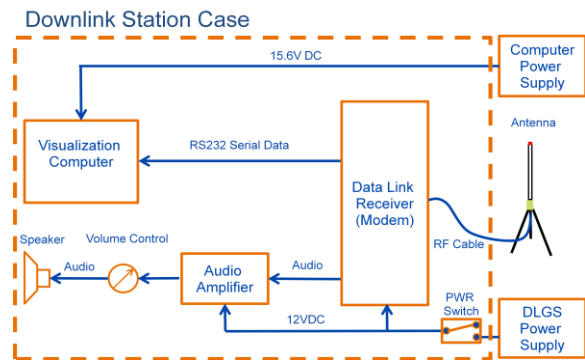 Downlink Station Case
15.6V DC
Computer
Power
Supply
Antenna
Visualization
Computer
RS232 Serial Data
Data Link
Receiver
(Modem)
RF Cable
Speaker
Volume Control
Audio
Audio
Amplifier
Audio
12VDC
PWR
Switch
DLGS
Power
Supply